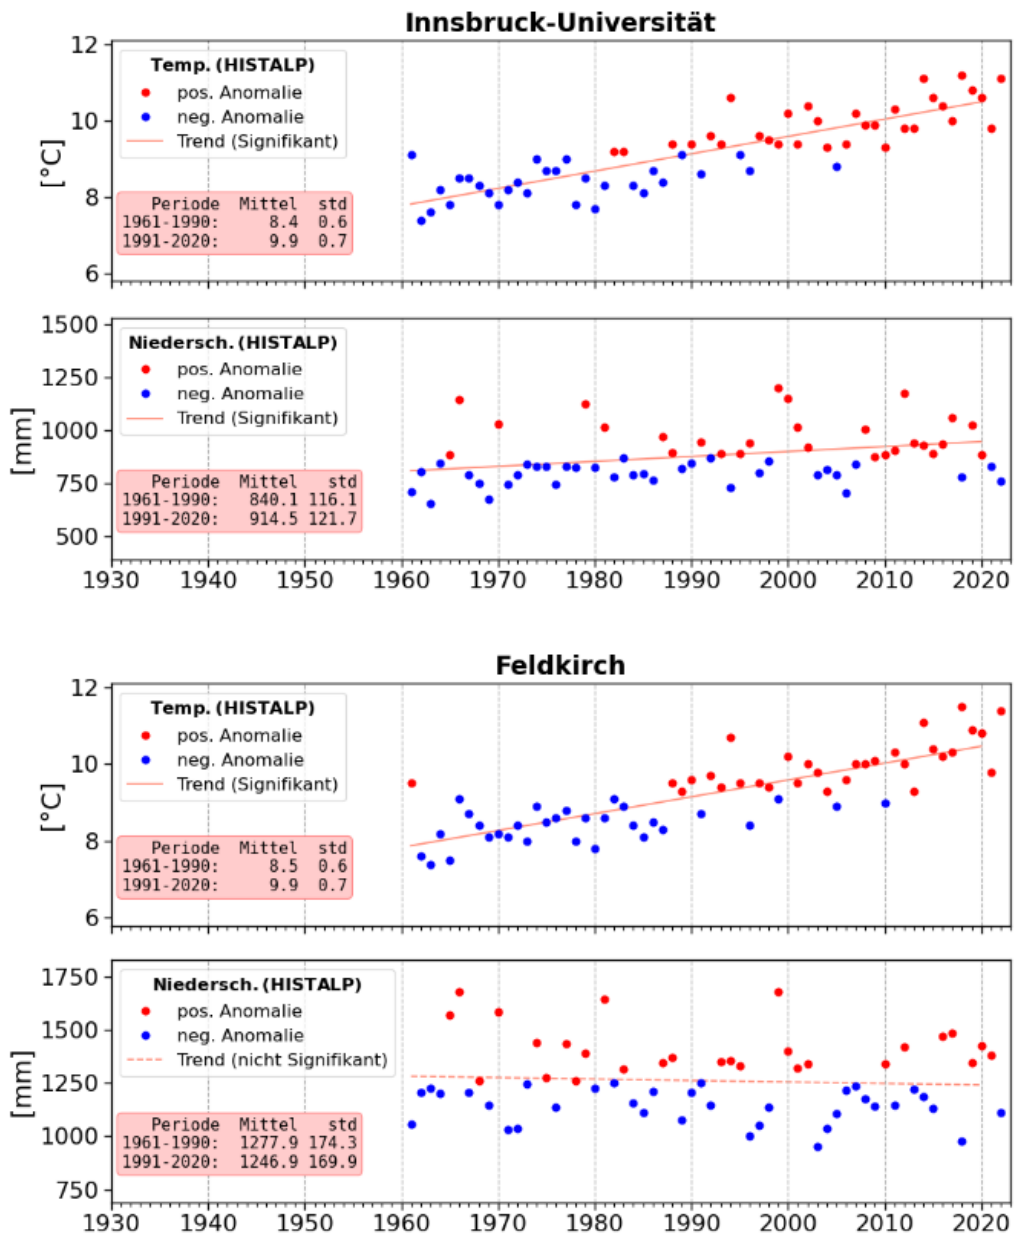 Innsbruck-Universität
12
10
8
6
[°C]
Temp. (HISTALP)
pos. Anomalie
neg. Anomalie
Trend (Signifikant)
Periode Mittel std
1961-1990: 8.4 0.6
1991-2020: 9.9 0.7
1500
1250
1000
750
500
[mm]
Niedersch. (HISTALP)
pos. Anomalie
neg. Anomalie
Trend (Signifikant)
Periode Mittel std
1961-1990: 840.1 116.1
1991-2020: 914.5 121.7
1930 1940 1950 1960 1970 1980 1990 2000 2010 2020
Feldkirch
12
10
8
6
[°C]
Temp. (HISTALP)
pos. Anomalie
neg. Anomalie
Trend (Signifikant)
Periode Mittel std
1961-1990: 8.5 0.6
1991-2020: 9.9 0.7
1750
1500
1250
1000
750
[mm]
Niedersch. (HISTALP)
pos. Anomalie
neg. Anomalie
Trend (nicht Signifikant)
Periode Mittel std
1961-1990: 1277.9 174.3
1991-2020: 1246.9 169.9
1930 1940 1950 1960 1970 1980 1990 2000 2010 2020